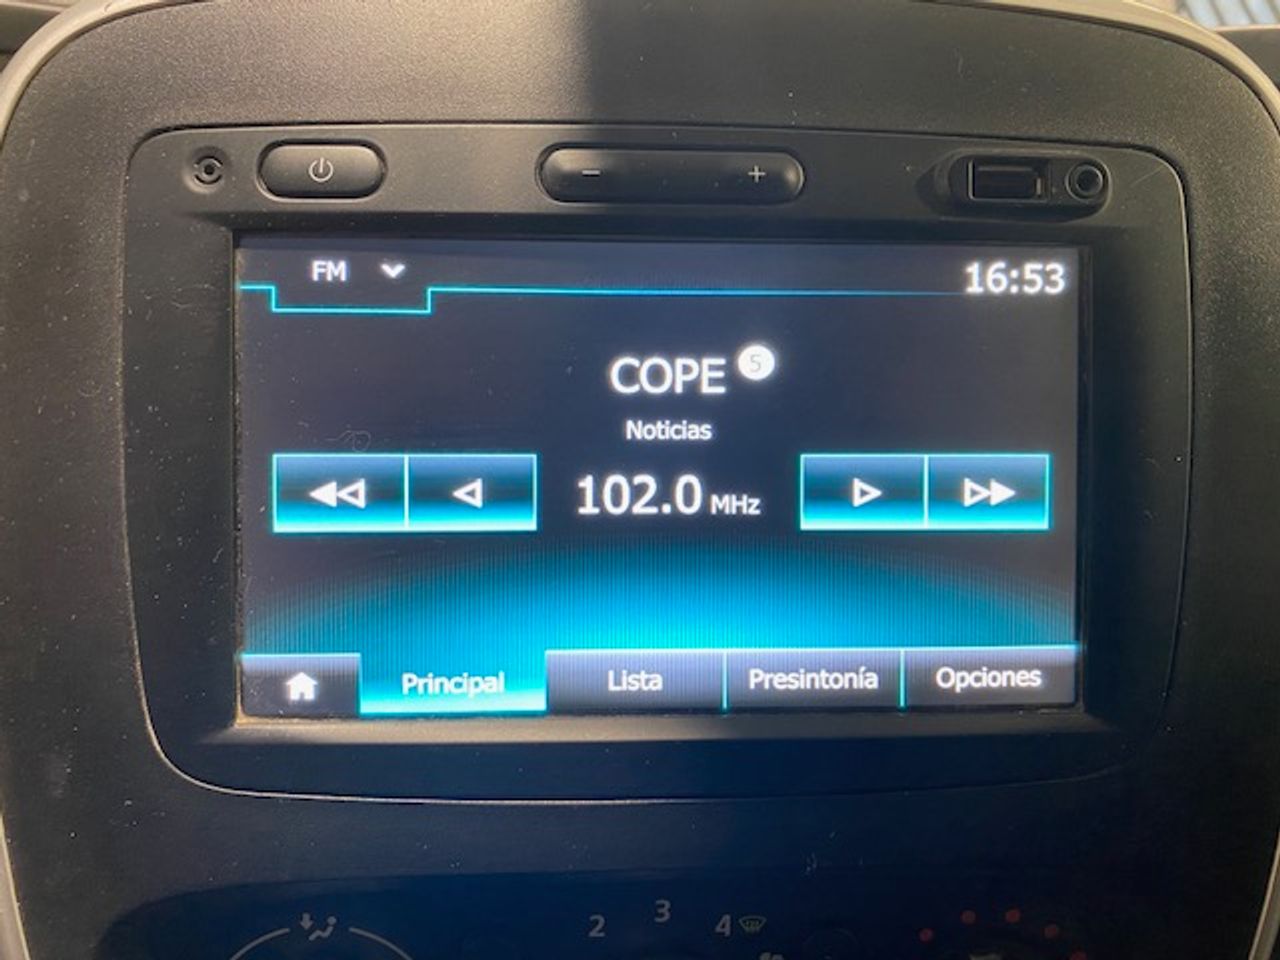 FM
16:53
COPE 5
Noticias
102.0 MHz
Principal
Lista
Presintonía
Opciones
2 3 4